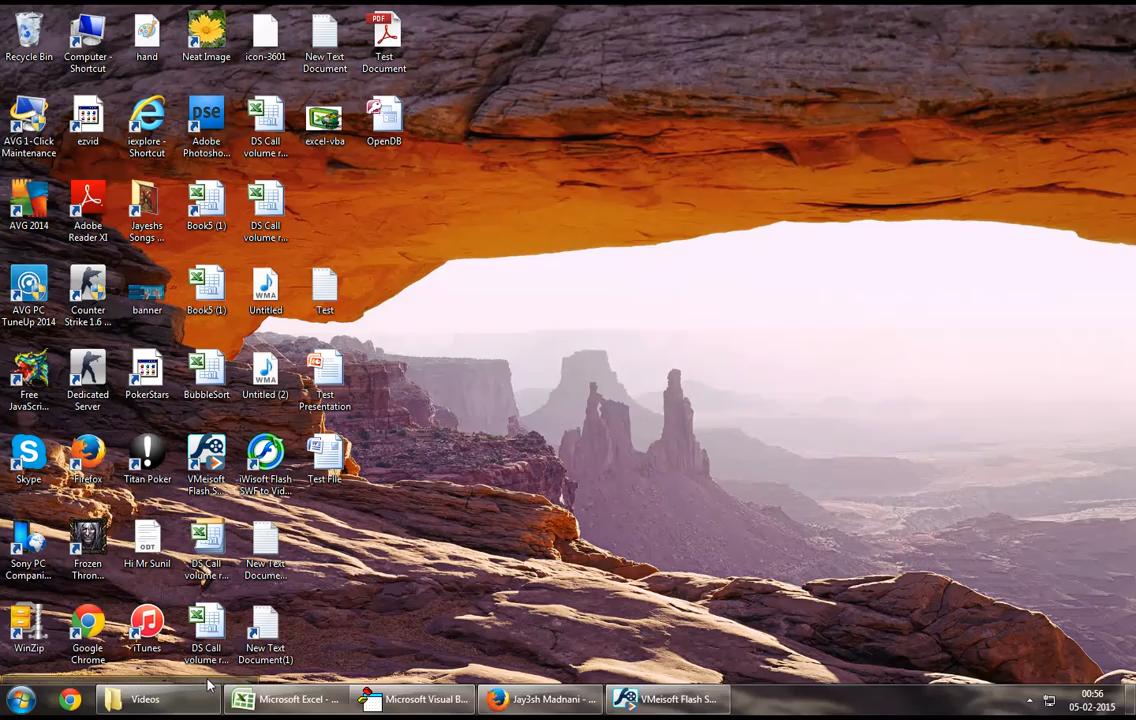 Recycle Bin
Computer - Shortcut
hand
Neat Image
icon-3601
New Text Document
PDF
Test Document
AVG 1-Click Maintenance
ezvid
iexplore - Shortcut
pse
Adobe Photosho...
DS Call volume r...
excel-vba
OpenDB
AVG 2014
Adobe Reader XI
Jayeshs Songs ...
Book5 (1)
DS Call volume r...
AVG PC TuneUp 2014
Counter Strike 1.6 ...
banner
Book5 (1)
WMA
Untitled
Test
Free JavaScri...
Dedicated Server
PokerStars
BubbleSort
WMA
Untitled (2)
Test Presentation
Skype
Firefox
Titan Poker
VMeisoft Flash S...
iWisoft Flash SWF to Vid...
Test File
Sony PC Compani...
Frozen Thron...
ODT
Hi Mr Sunil
DS Call volume r...
New Text Docume...
WinZip
Google Chrome
iTunes
DS Call volume r...
New Text Document(1)
Videos
Microsoft Excel - ...
Microsoft Visual B...
Jay3sh Madnani - ...
VMeisoft Flash S...
00:56
05-02-2015